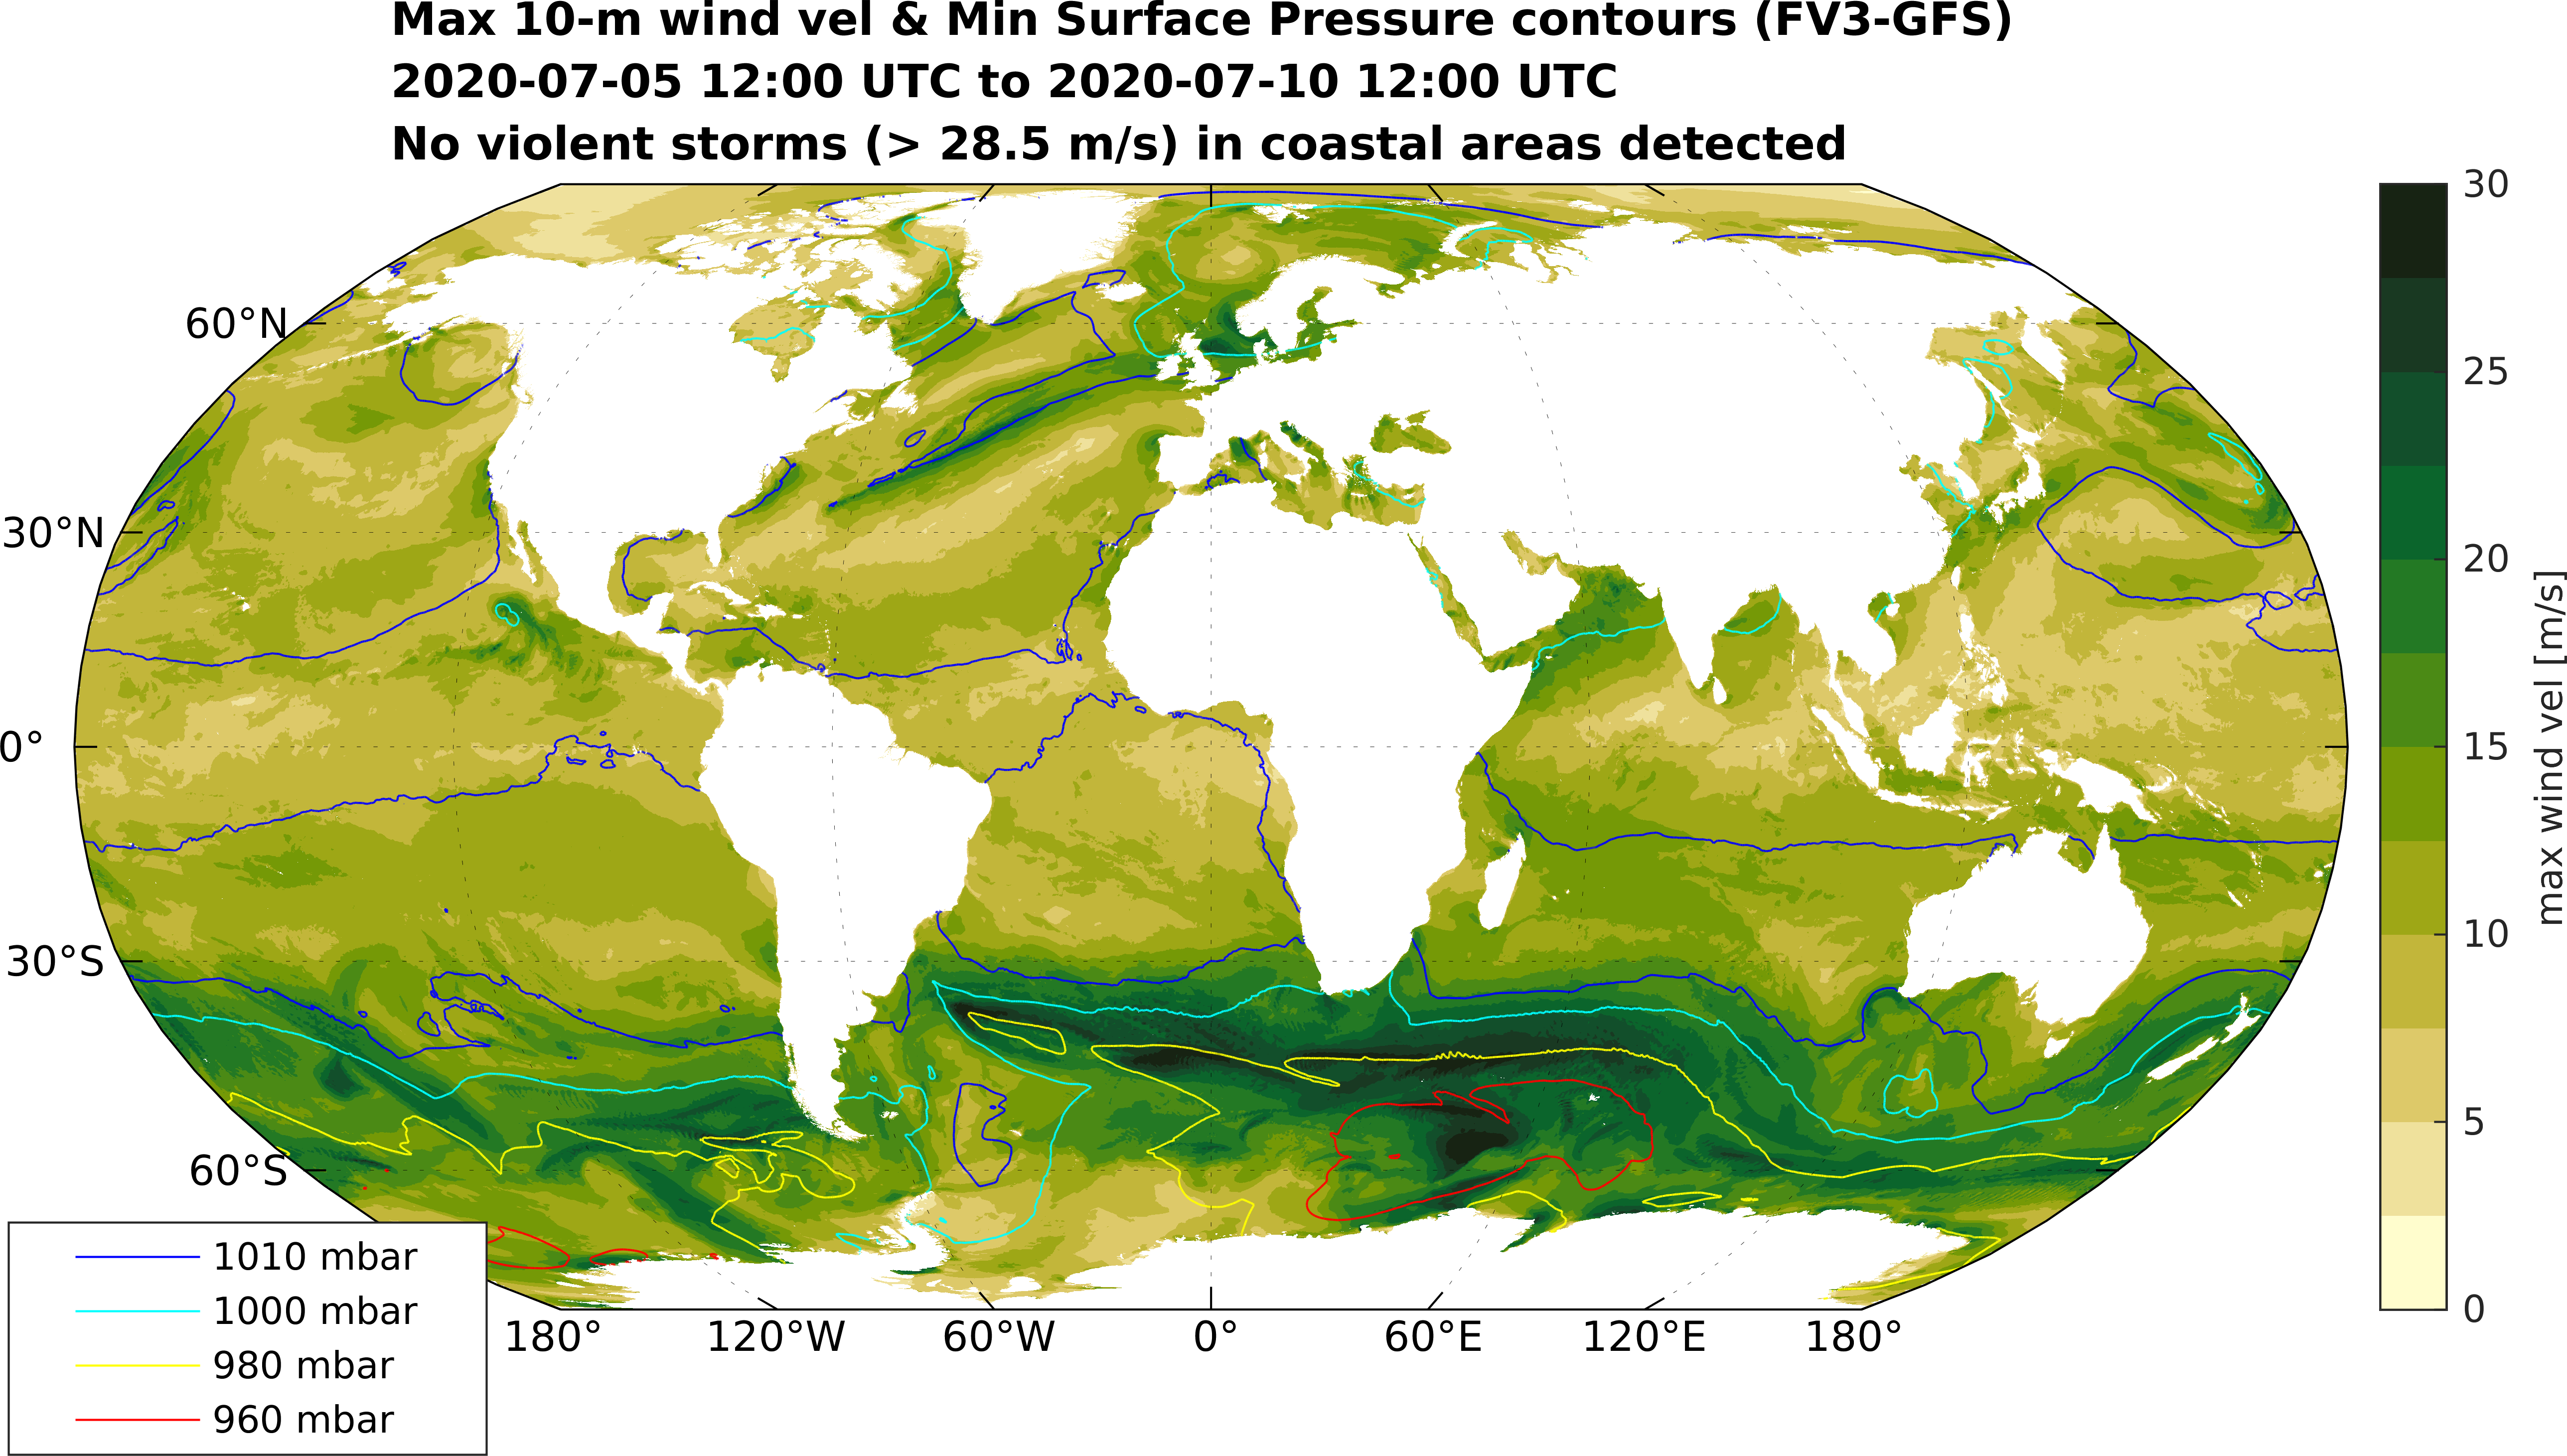 Max 10-m wind vel & Min Surface Pressure contours (FV3-GFS)
2020-07-05 12:00 UTC to 2020-07-10 12:00 UTC
No violent storms (> 28.5 m/s) in coastal areas detected
60°N
30°N
0°
30°S
60°S
180°
120°W
60°W
0°
60°E
120°E
180°
1010 mbar
1000 mbar
980 mbar
960 mbar
30
25
20
15
10
5
0
max wind vel [m/s]